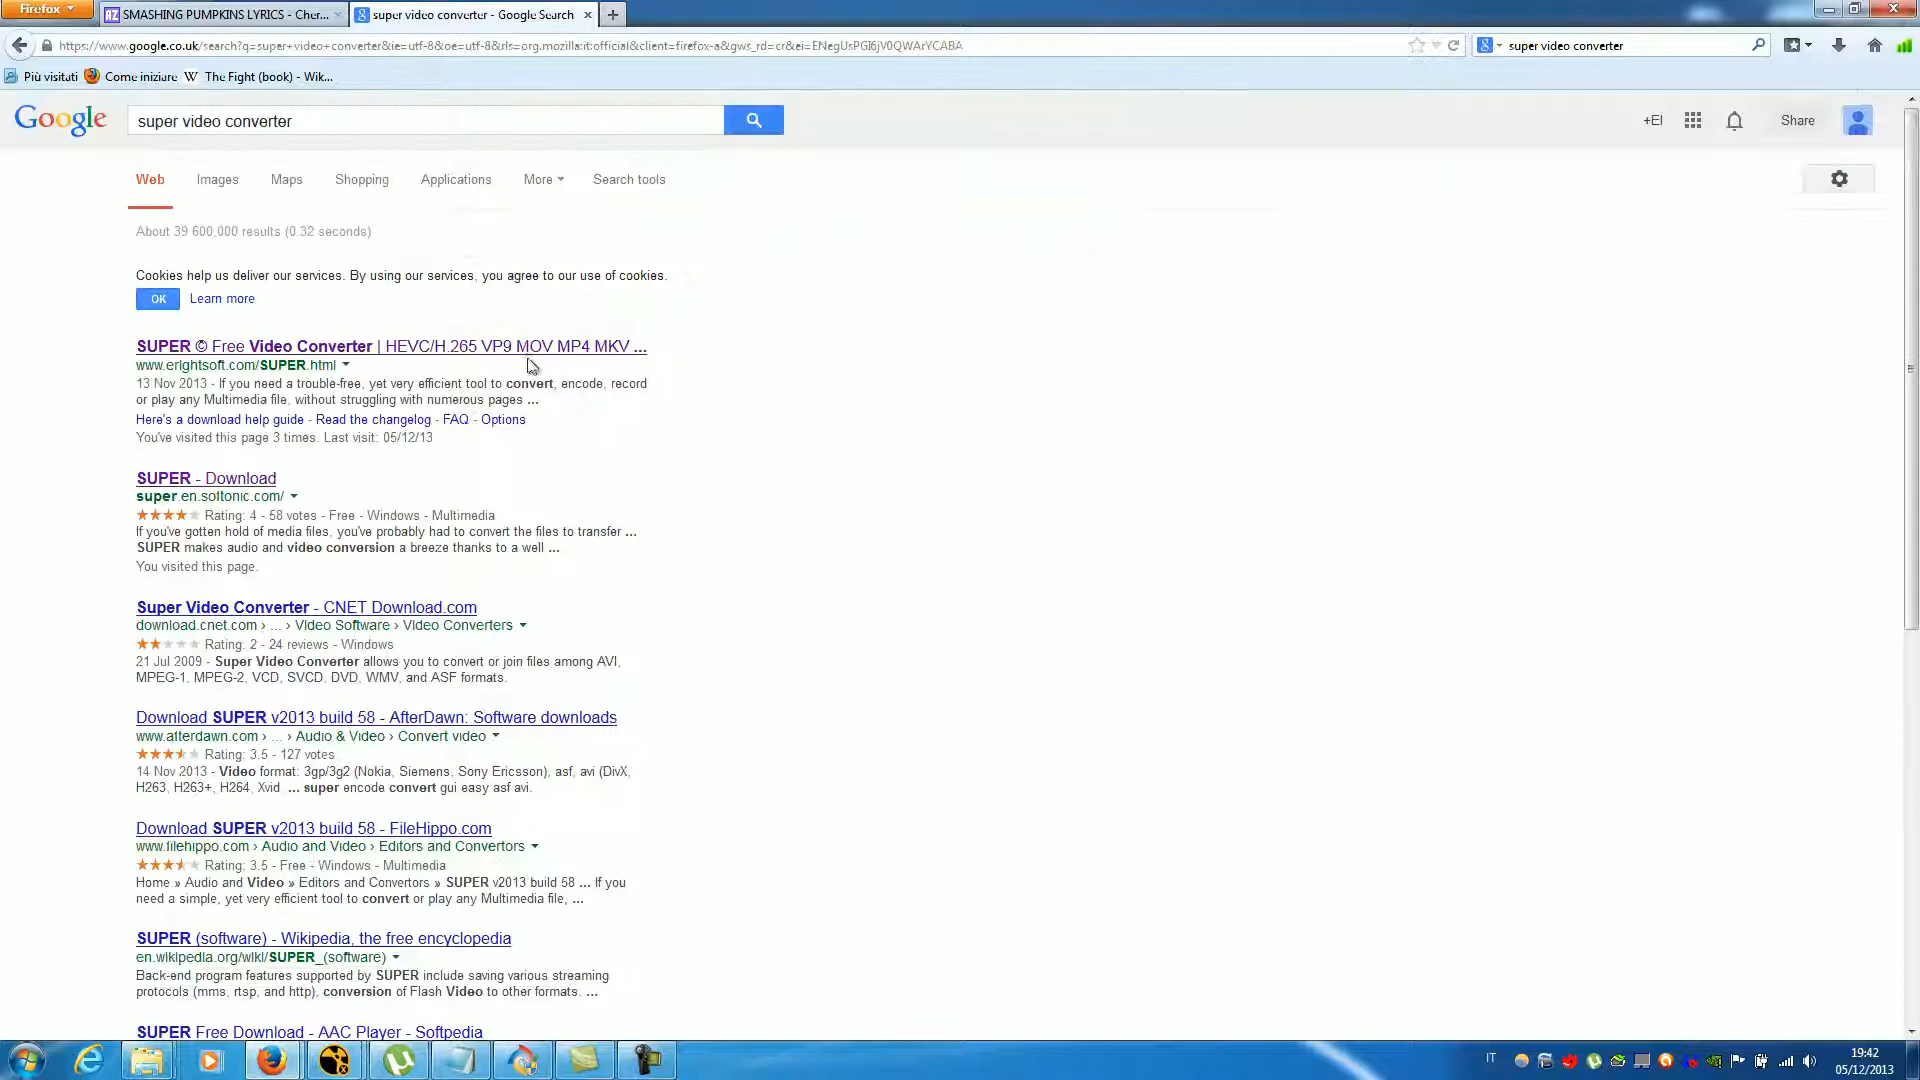 Firefox
SMASHING PUMPKINS LYRICS - Cher...
super video converter - Google Search
https://www.google.co.uk/search?q=super+video+converter&ie=utf-8&oe=utf-8&rls=org.mozilla:it:official&client=firefox-a&gws_rd=cr&ei=ENegUsPGI6jV0QWArYCABA
super video converter
Più visitati
Come iniziare
The Fight (book) - Wik...
Google
super video converter
+El
Share
Web
Images
Maps
Shopping
Applications
More
Search tools
About 39 600,000 results (0.32 seconds)
Cookies help us deliver our services. By using our services, you agree to our use of cookies.
OK
Learn more
SUPER © Free Video Converter | HEVC/H.265 VP9 MOV MP4 MKV ...
www.erightsoft.com/SUPER.html
13 Nov 2013 - If you need a trouble-free, yet very efficient tool to convert, encode, record
or play any Multimedia file, without struggling with numerous pages ...
Here's a download help guide - Read the changelog - FAQ - Options
You've visited this page 3 times. Last visit: 05/12/13
SUPER - Download
super.en.softonic.com/
Rating: 4 - 58 votes - Free - Windows - Multimedia
If you've gotten hold of media files, you've probably had to convert the files to transfer ...
SUPER makes audio and video conversion a breeze thanks to a well ...
You visited this page.
Super Video Converter - CNET Download.com
download.cnet.com › ... › Video Software › Video Converters
Rating: 2 - 24 reviews - Windows
21 Jul 2009 - Super Video Converter allows you to convert or join files among AVI,
MPEG-1, MPEG-2, VCD, SVCD, DVD, WMV, and ASF formats.
Download SUPER v2013 build 58 - AfterDawn: Software downloads
www.afterdawn.com › ... › Audio & Video › Convert video
Rating: 3.5 - 127 votes
14 Nov 2013 - Video format: 3gp/3g2 (Nokia, Siemens, Sony Ericsson), asf, avi (DivX,
H263, H263+, H264, Xvid ... super encode convert gui easy asf avi.
Download SUPER v2013 build 58 - FileHippo.com
www.filehippo.com › Audio and Video › Editors and Convertors
Rating: 3.5 - Free - Windows - Multimedia
Home » Audio and Video » Editors and Convertors » SUPER v2013 build 58 ... If you
need a simple, yet very efficient tool to convert or play any Multimedia file, ...
SUPER (software) - Wikipedia, the free encyclopedia
en.wikipedia.org/wiki/SUPER_(software)
Back-end program features supported by SUPER include saving various streaming
protocols (mms, rtsp, and http), conversion of Flash Video to other formats, ...
SUPER Free Download - AAC Player - Softpedia
IT
19:42
05/12/2013